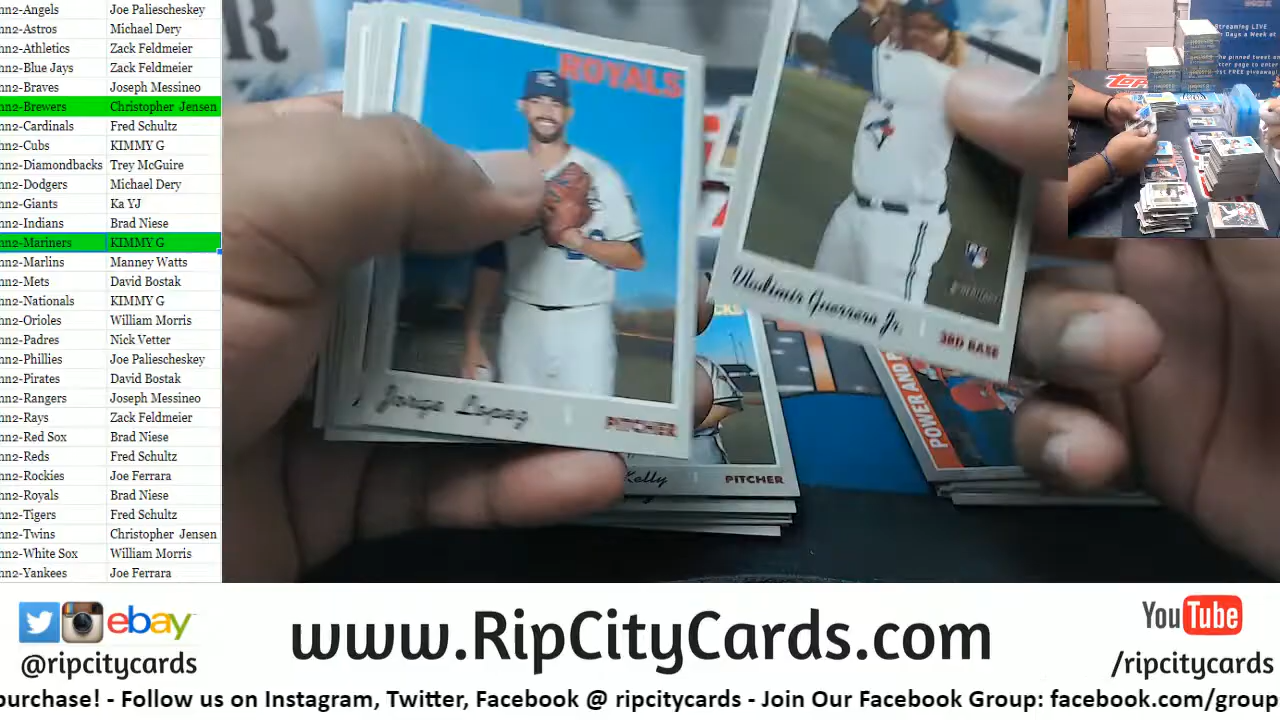 nn2-Angels Joe Paliescheskey
nn2-Astros Michael Dery
nn2-Athletics Zack Feldmeier
nn2-Blue Jays Zack Feldmeier
nn2-Braves Joseph Messineo
nn2-Brewers Christopher Jensen
nn2-Cardinals Fred Schultz
nn2-Cubs KIMMY G
nn2-Diamondbacks Trey McGuire
nn2-Dodgers Michael Dery
nn2-Giants Ka YJ
nn2-Indians Brad Niese
nn2-Mariners KIMMY G
nn2-Marlins Manney Watts
nn2-Mets David Bostak
nn2-Nationals KIMMY G
nn2-Orioles William Morris
nn2-Padres Nick Vetter
nn2-Phillies Joe Paliescheskey
nn2-Pirates David Bostak
nn2-Rangers Joseph Messineo
nn2-Rays Zack Feldmeier
nn2-Red Sox Brad Niese
nn2-Reds Fred Schultz
nn2-Rockies Joe Ferrara
nn2-Royals Brad Niese
nn2-Tigers Fred Schultz
nn2-Twins Christopher Jensen
nn2-White Sox William Morris
nn2-Yankees Joe Ferrara
ROYALS
Jorge Lopez PITCHER
Vladimir Guerrero Jr. 3RD BASE
Kelly PITCHER
POWER AND
Streaming LIVE
Days a Week at
topps
ebay
@ripcitycards
www.RipCityCards.com
YouTube
/ripcitycards
purchase! - Follow us on Instagram, Twitter, Facebook @ ripcitycards - Join Our Facebook Group: facebook.com/group